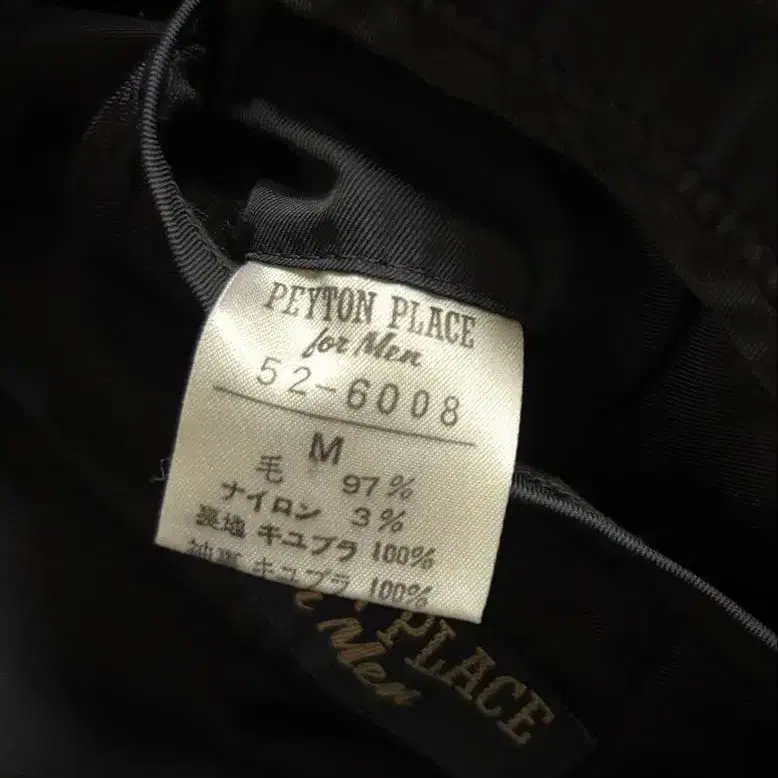 PEYTON PLACE
for Men
52-6008
M
毛 97%
ナイロン 3%
裏地 キュプラ 100%
袖裏 キュプラ 100%
PLACE
Men